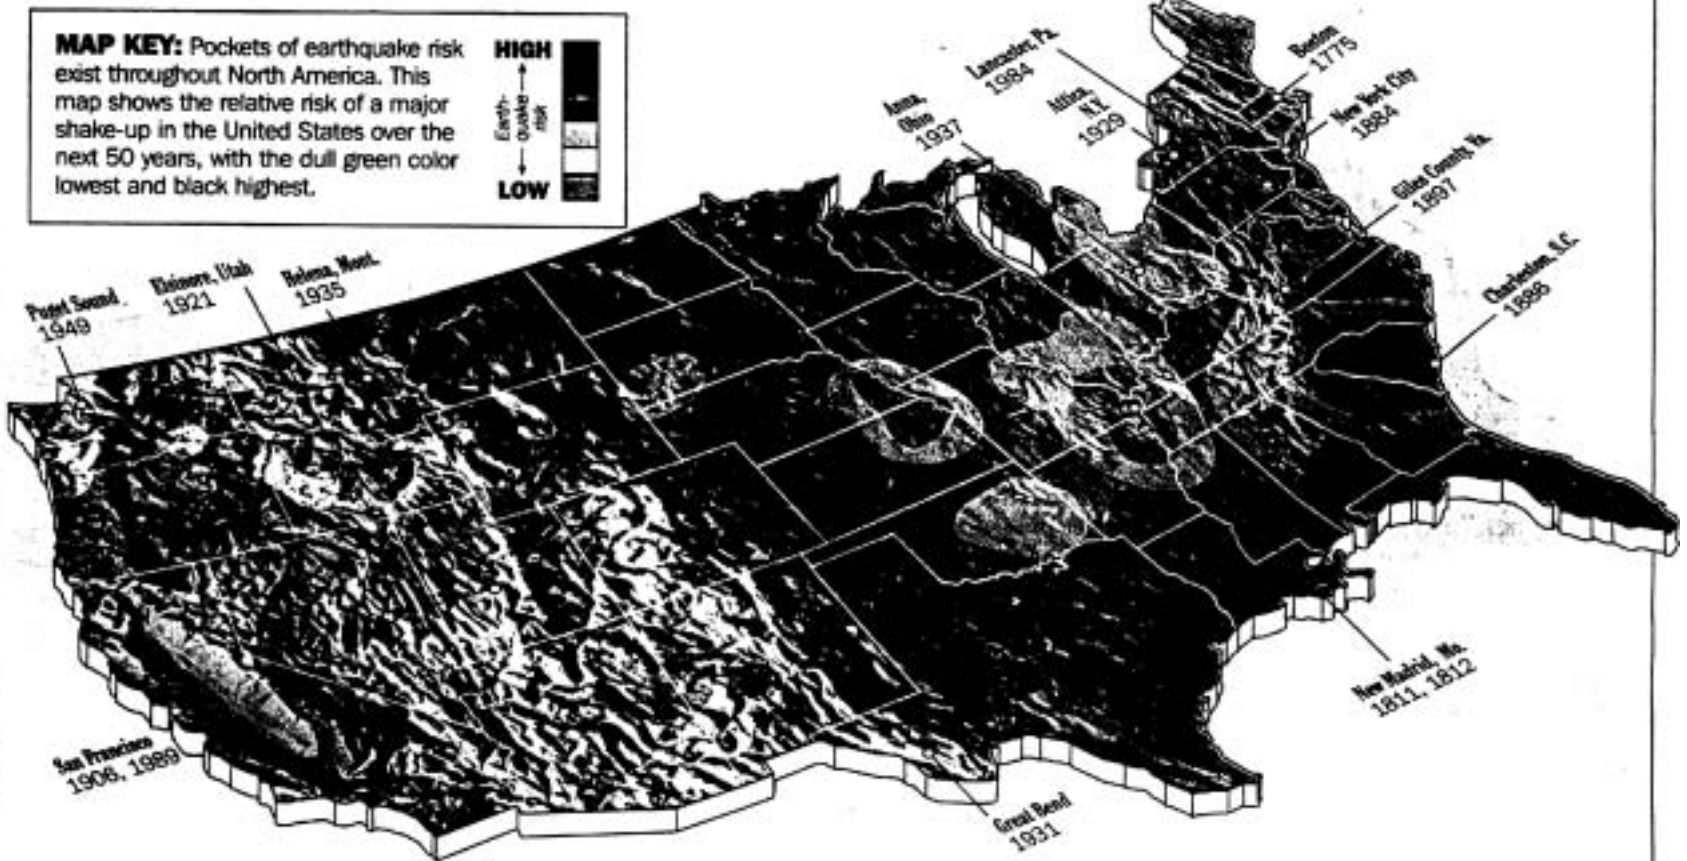 MAP KEY: Pockets of earthquake risk
exist throughout North America. This
map shows the relative risk of a major
shake-up in the United States over the
next 50 years, with the dull green color
lowest and black highest.
HIGH
Earth-
quake
risk
LOW
Puget Sound
1949
Elsinore, Utah
1921
Helena, Mont.
1935
Anna,
Ohio
1937
Lancaster, Pa.
1984
Attica,
N.Y.
1929
Boston
1775
New York City
1884
Giles County, Va.
1897
Charleston, S.C.
1886
New Madrid, Mo.
1811, 1812
Great Bend
1931
San Francisco
1906, 1989